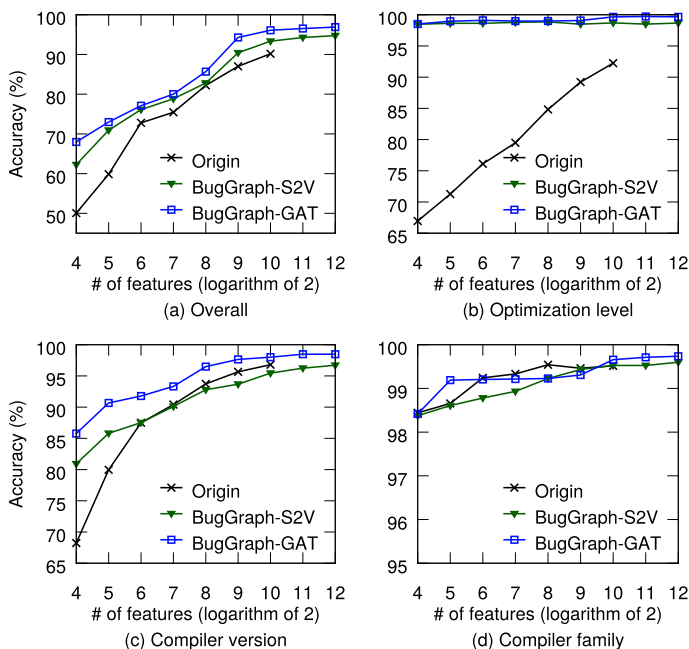 100
90
80
70
60
50
Accuracy (%)
Origin
BugGraph-S2V
BugGraph-GAT
4 5 6 7 8 9 10 11 12
# of features (logarithm of 2)
(a) Overall
100
95
90
85
80
75
70
65
Origin
BugGraph-S2V
BugGraph-GAT
4 5 6 7 8 9 10 11 12
# of features (logarithm of 2)
(b) Optimization level
100
95
90
85
80
75
70
65
Accuracy (%)
Origin
BugGraph-S2V
BugGraph-GAT
4 5 6 7 8 9 10 11 12
# of features (logarithm of 2)
(c) Compiler version
100
99
98
97
96
95
Origin
BugGraph-S2V
BugGraph-GAT
4 5 6 7 8 9 10 11 12
# of features (logarithm of 2)
(d) Compiler family